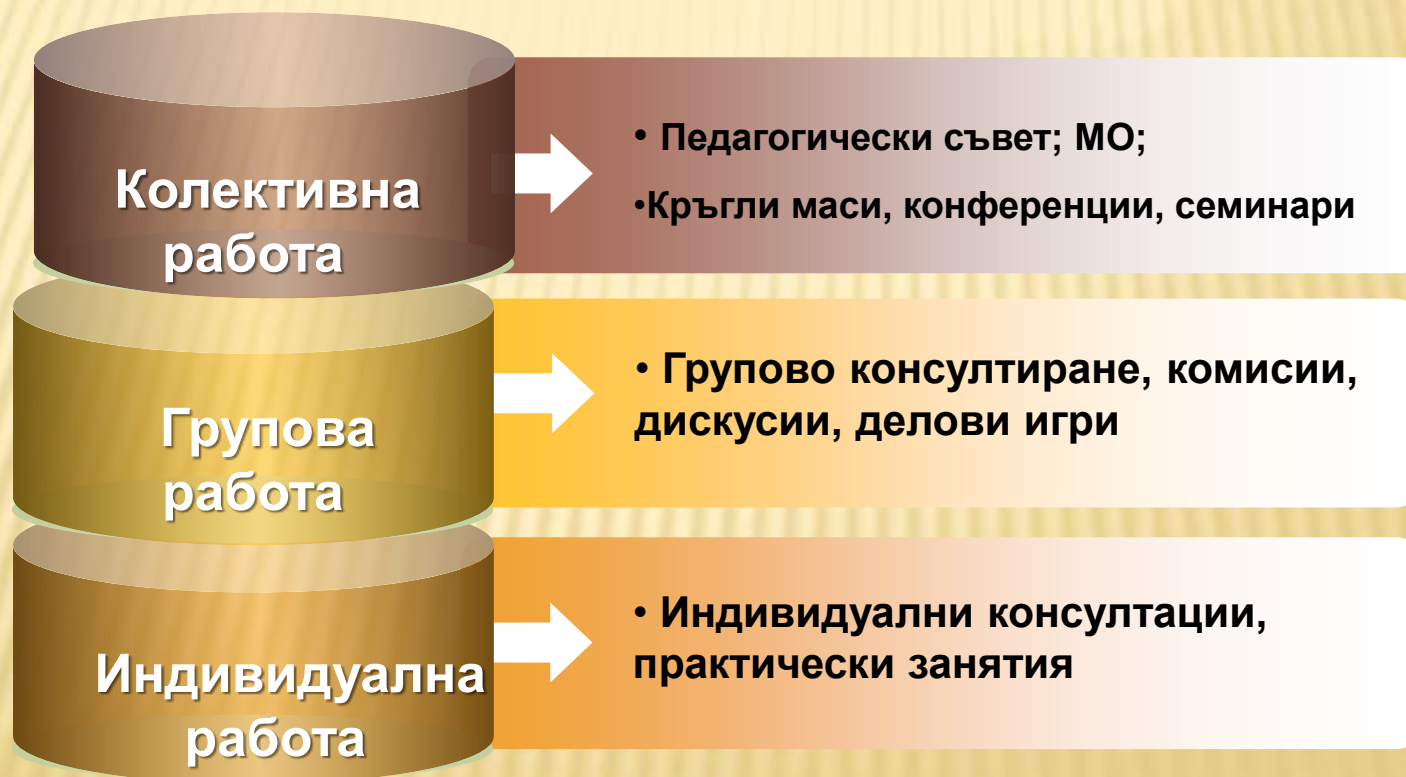 Колективна
работа
• Педагогически съвет; МО;
•Кръгли маси, конференции, семинари
Групова
работа
• Групово консултиране, комисии,
дискусии, делови игри
Индивидуална
работа
• Индивидуални консултации,
практически занятия